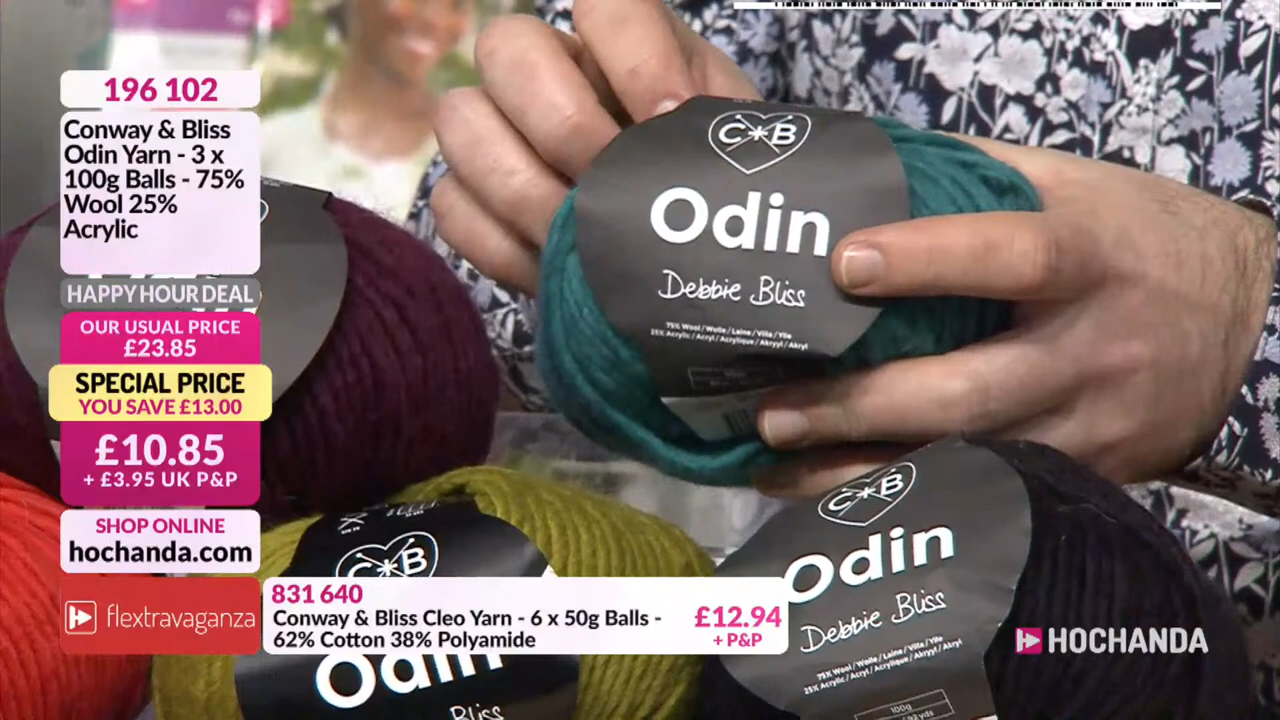 196 102
Conway & Bliss
Odin Yarn - 3 x
100g Balls - 75%
Wool 25%
Acrylic
HAPPY HOUR DEAL
OUR USUAL PRICE
£23.85
SPECIAL PRICE
YOU SAVE £13.00
£10.85
+ £3.95 UK P&P
SHOP ONLINE
hochanda.com
flextravaganza
831 640
Conway & Bliss Cleo Yarn - 6 x 50g Balls -
62% Cotton 38% Polyamide
£12.94
+ P&P
HOCHANDA
C B
Odin
Debbie Bliss
75% Wool / Wolle / Laine / Villa / Ylle
25% Acrylic / Acryl / Acrylique / Akryyl / Akryl
C B
Odin
Bliss
C B
Odin
Debbie Bliss
75% Wool / Wolle / Laine / Villa / Ylle
25% Acrylic / Acryl / Acrylique / Akryyl / Akryl
100g